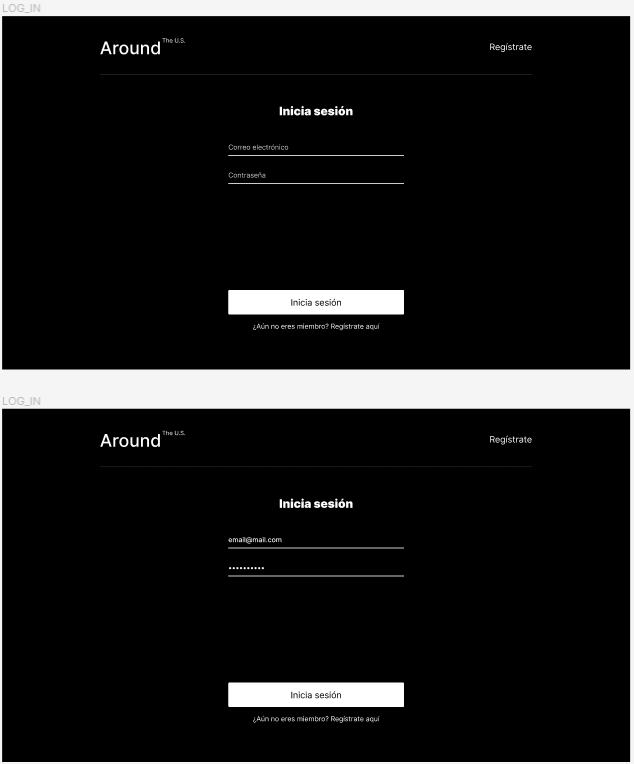 LOG_IN
Around The U.S.
Regístrate
Inicia sesión
Correo electrónico
Contraseña
Inicia sesión
¿Aún no eres miembro? Regístrate aquí
LOG_IN
Around The U.S.
Regístrate
Inicia sesión
email@mail.com
••••••••••
Inicia sesión
¿Aún no eres miembro? Regístrate aquí